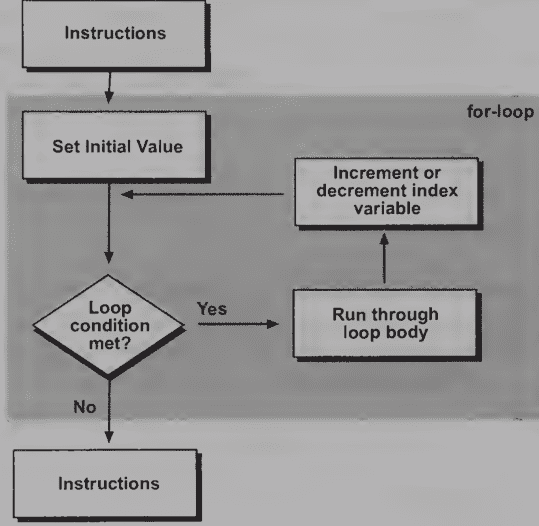 Instructions
for-loop
Set Initial Value
Increment or
decrement index
variable
Loop
condition
met?
Yes
Run through
loop body
No
Instructions